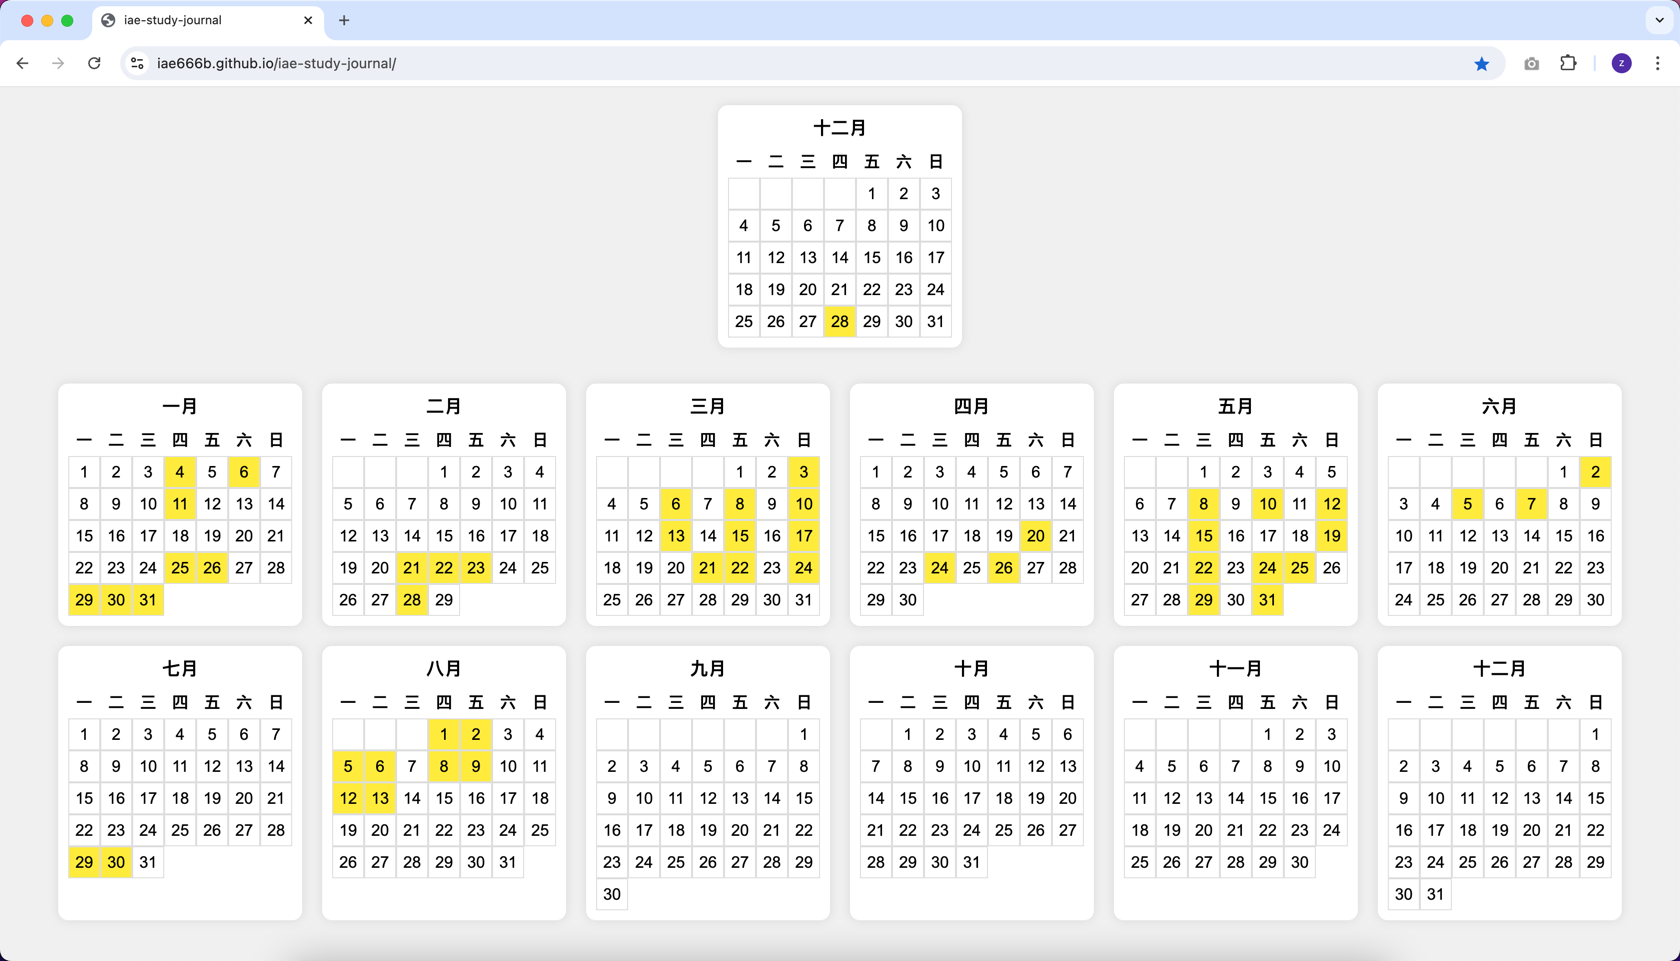 iae-study-journal
iae666b.github.io/iae-study-journal/
z
十二月
一 二 三 四 五 六 日
1 2 3
4 5 6 7 8 9 10
11 12 13 14 15 16 17
18 19 20 21 22 23 24
25 26 27 28 29 30 31
一月
一 二 三 四 五 六 日
1 2 3 4 5 6 7
8 9 10 11 12 13 14
15 16 17 18 19 20 21
22 23 24 25 26 27 28
29 30 31
二月
一 二 三 四 五 六 日
1 2 3 4
5 6 7 8 9 10 11
12 13 14 15 16 17 18
19 20 21 22 23 24 25
26 27 28 29
三月
一 二 三 四 五 六 日
1 2 3
4 5 6 7 8 9 10
11 12 13 14 15 16 17
18 19 20 21 22 23 24
25 26 27 28 29 30 31
四月
一 二 三 四 五 六 日
1 2 3 4 5 6 7
8 9 10 11 12 13 14
15 16 17 18 19 20 21
22 23 24 25 26 27 28
29 30
五月
一 二 三 四 五 六 日
1 2 3 4 5
6 7 8 9 10 11 12
13 14 15 16 17 18 19
20 21 22 23 24 25 26
27 28 29 30 31
六月
一 二 三 四 五 六 日
1 2
3 4 5 6 7 8 9
10 11 12 13 14 15 16
17 18 19 20 21 22 23
24 25 26 27 28 29 30
七月
一 二 三 四 五 六 日
1 2 3 4 5 6 7
8 9 10 11 12 13 14
15 16 17 18 19 20 21
22 23 24 25 26 27 28
29 30 31
八月
一 二 三 四 五 六 日
1 2 3 4
5 6 7 8 9 10 11
12 13 14 15 16 17 18
19 20 21 22 23 24 25
26 27 28 29 30 31
九月
一 二 三 四 五 六 日
1
2 3 4 5 6 7 8
9 10 11 12 13 14 15
16 17 18 19 20 21 22
23 24 25 26 27 28 29
30
十月
一 二 三 四 五 六 日
1 2 3 4 5 6
7 8 9 10 11 12 13
14 15 16 17 18 19 20
21 22 23 24 25 26 27
28 29 30 31
十一月
一 二 三 四 五 六 日
1 2 3
4 5 6 7 8 9 10
11 12 13 14 15 16 17
18 19 20 21 22 23 24
25 26 27 28 29 30
十二月
一 二 三 四 五 六 日
1
2 3 4 5 6 7 8
9 10 11 12 13 14 15
16 17 18 19 20 21 22
23 24 25 26 27 28 29
30 31